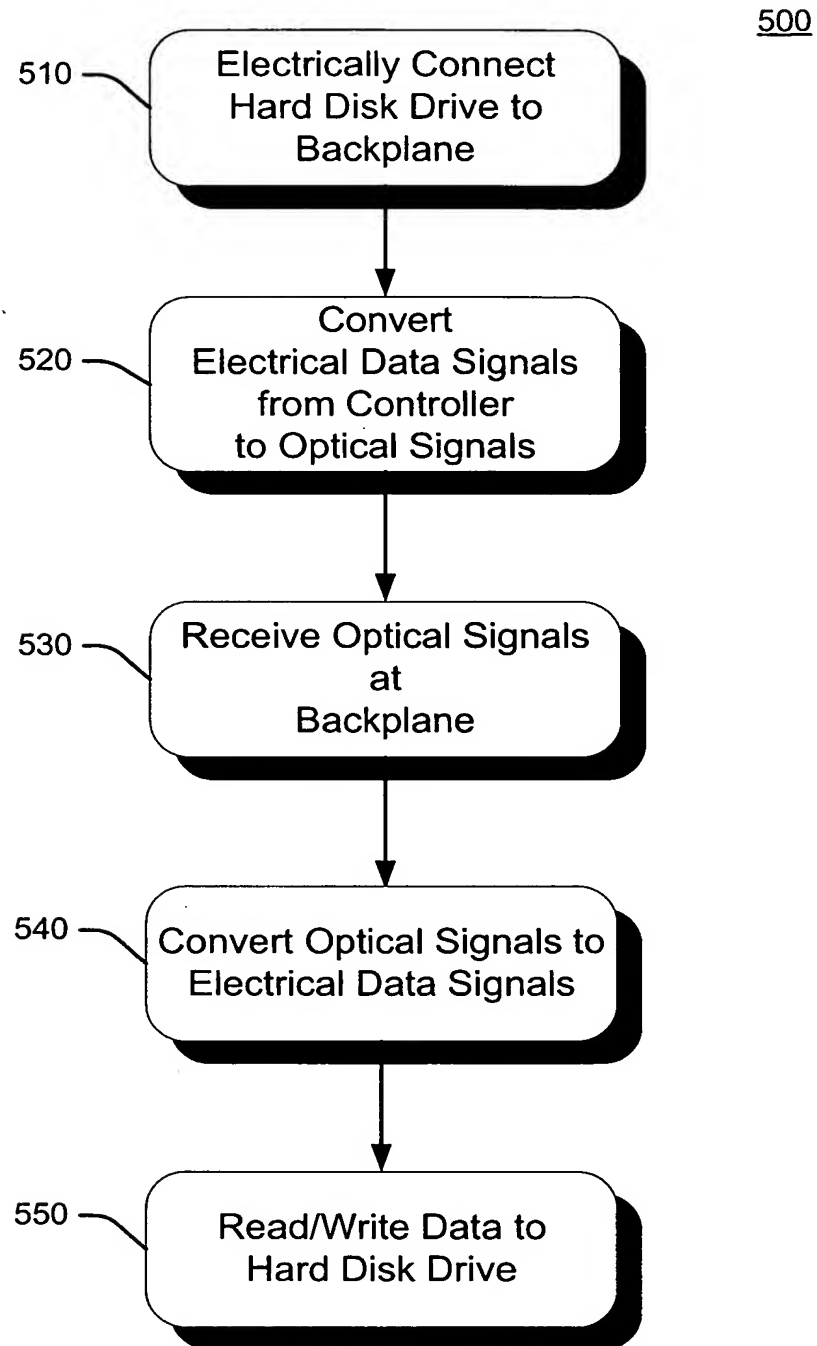 500
510
Electrically Connect
Hard Disk Drive to
Backplane
520
Convert
Electrical Data Signals
from Controller
to Optical Signals
530
Receive Optical Signals
at
Backplane
540
Convert Optical Signals to
Electrical Data Signals
550
Read/Write Data to
Hard Disk Drive